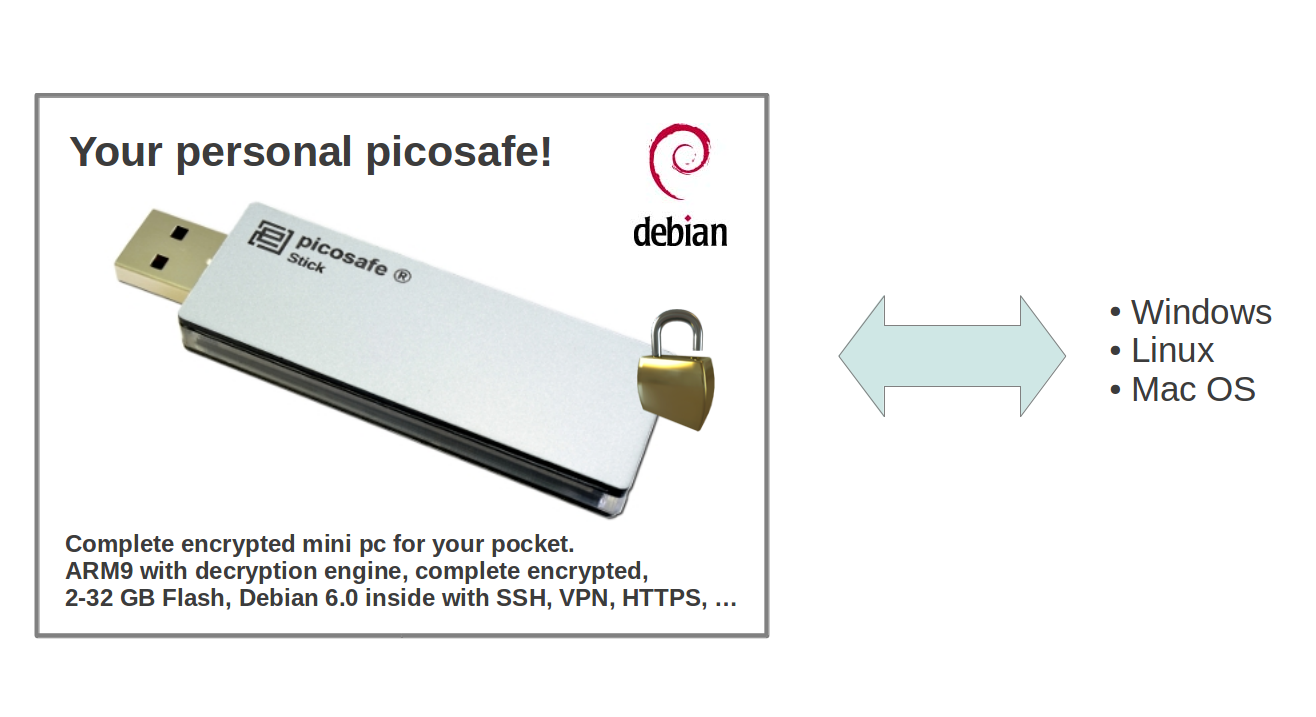 Your personal picosafe!
debian
picosafe ®
Stick
• Windows
• Linux
• Mac OS
Complete encrypted mini pc for your pocket.
ARM9 with decryption engine, complete encrypted,
2-32 GB Flash, Debian 6.0 inside with SSH, VPN, HTTPS, …